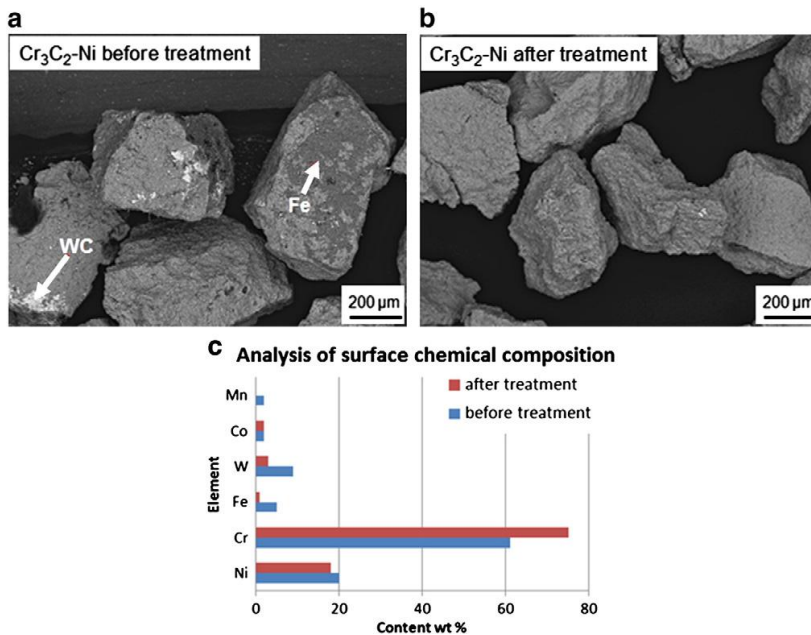 a
Cr₃C₂-Ni before treatment
Fe
WC
200 µm
b
Cr₃C₂-Ni after treatment
200 µm
c
Analysis of surface chemical composition
after treatment
before treatment
Element
Mn
Co
W
Fe
Cr
Ni
0 20 40 60 80
Content wt %